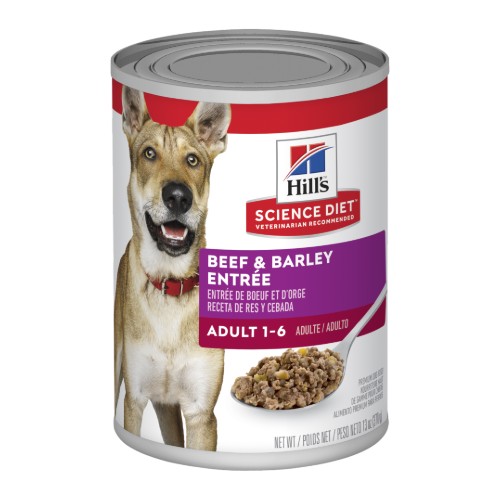 Hill's
SCIENCE DIET
VETERINARIAN RECOMMENDED
BEEF & BARLEY
ENTRÉE
ENTRÉE DE BOEUF ET D'ORGE
RECETA DE RES Y CEBADA
ADULT 1-6 ADULTE / ADULTO
NET WT / POIDS NET / PESO NETO 13 OZ (370 g)